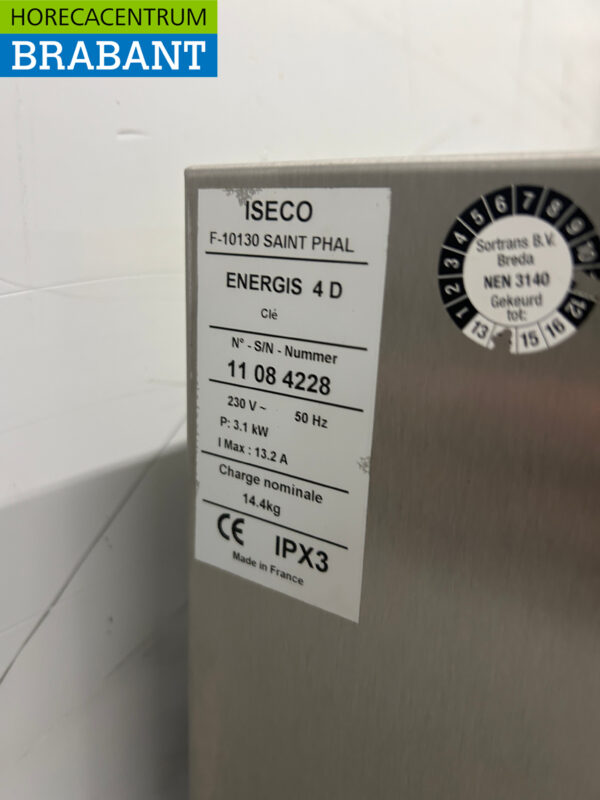 HORECACENTRUM
BRABANT
ISECO
F-10130 SAINT PHAL
ENERGIS 4 D
Clé
N° - S/N - Nummer
11 08 4228
230 V ~ 50 Hz
P: 3.1 kW
I Max : 13.2 A
Charge nominale
14.4kg
CE IPX3
Made in France
1 2 3 4 5 6 7 8 9 10 12
Sortrans B.V.
Breda
NEN 3140
Gekeurd
tot:
13 15 16